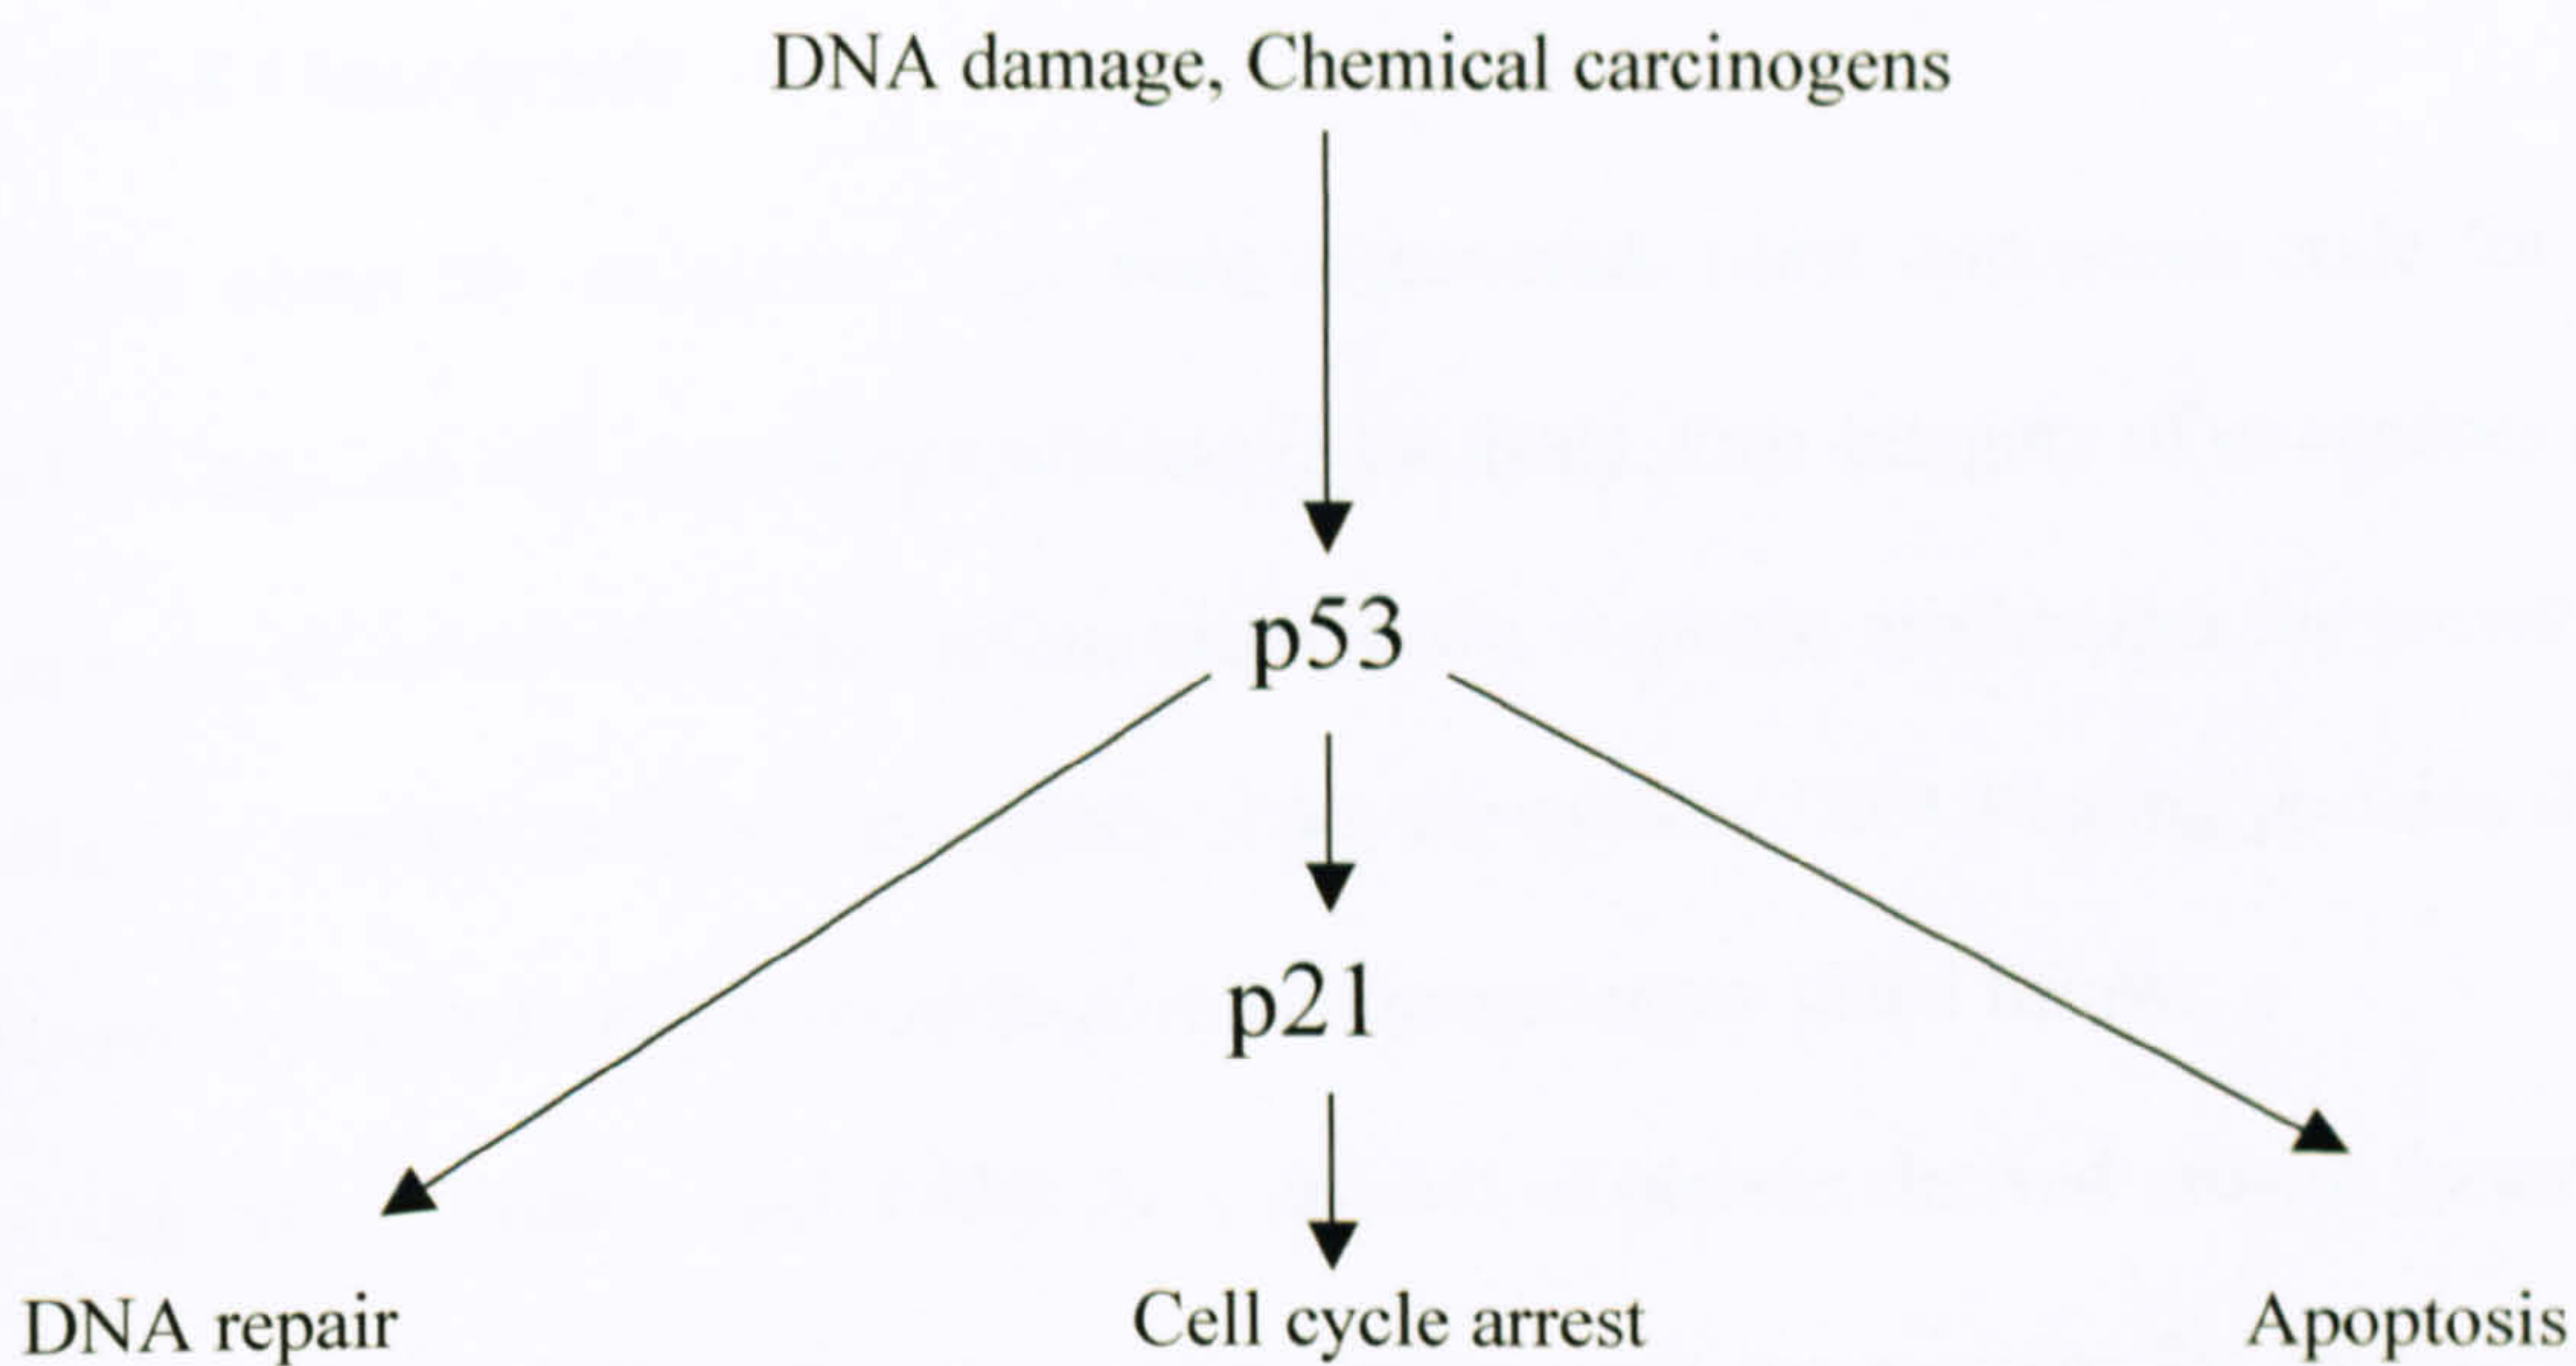 DNA damage, Chemical carcinogens
p53
p21
DNA repair
Cell cycle arrest
Apoptosis